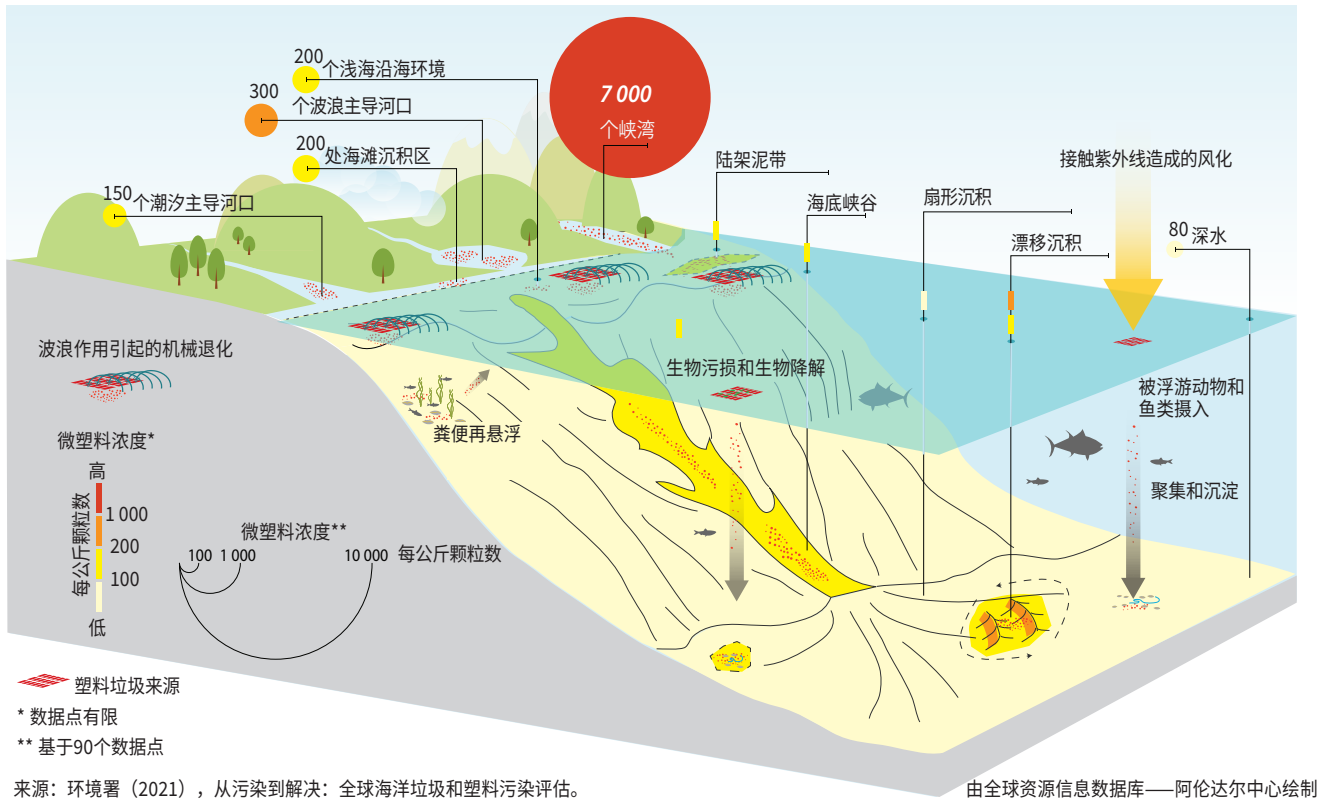 200 个浅海沿海环境
300 个波浪主导河口
200 处海滩沉积区
150 个潮汐主导河口
7 000
个峡湾
陆架泥带
海底峡谷
扇形沉积
漂移沉积
接触紫外线造成的风化
80 深水
波浪作用引起的机械退化
生物污损和生物降解
粪便再悬浮
被浮游动物和
鱼类摄入
聚集和沉淀
微塑料浓度*
高
每公斤颗粒数
1 000
200
100
低
微塑料浓度**
100 1 000 10 000 每公斤颗粒数
塑料垃圾来源
* 数据点有限
** 基于90个数据点
来源：环境署（2021），从污染到解决：全球海洋垃圾和塑料污染评估。
由全球资源信息数据库——阿伦达尔中心绘制